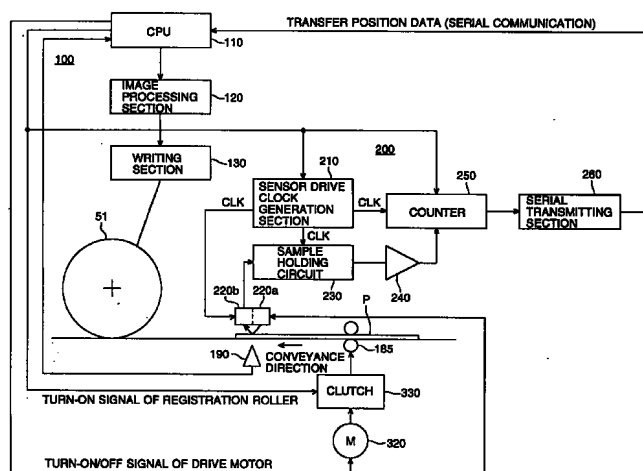 TRANSFER POSITION DATA (SERIAL COMMUNICATION)
CPU
100
110
IMAGE
PROCESSING
SECTION
120
WRITING
SECTION
130
200
210
SENSOR DRIVE
CLOCK
GENERATION
SECTION
250
260
CLK
CLK
COUNTER
SERIAL
TRANSMITTING
SECTION
51
CLK
SAMPLE
HOLDING
CIRCUIT
230
240
220b
220a
P
190
CONVEYANCE
DIRECTION
185
CLUTCH
330
TURN-ON SIGNAL OF REGISTRATION ROLLER
M
320
TURN-ON/OFF SIGNAL OF DRIVE MOTOR